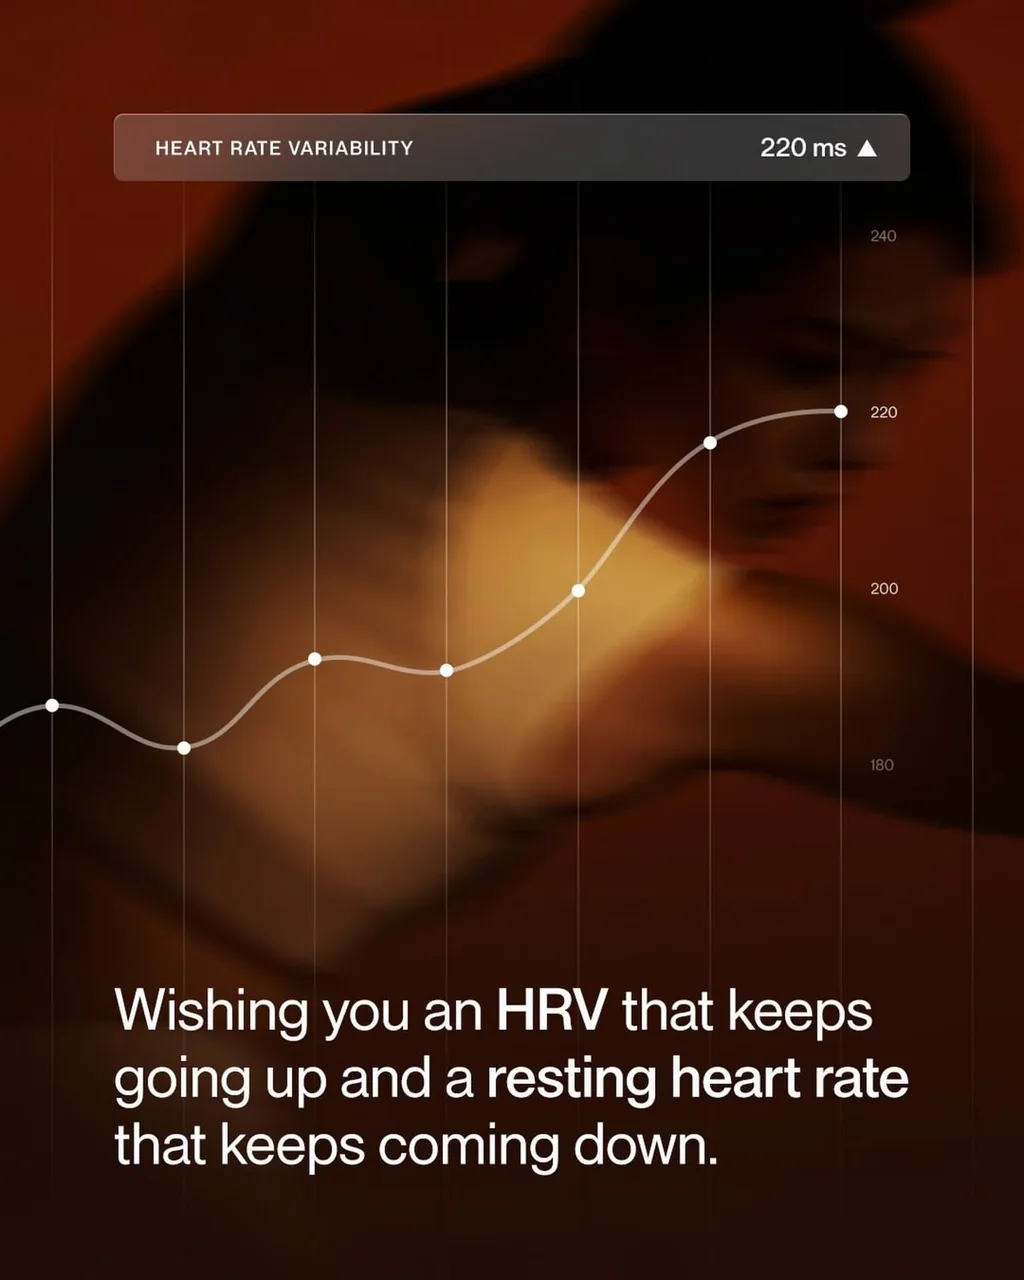 HEART RATE VARIABILITY 220 ms ▲
240
220
200
180
Wishing you an HRV that keeps
going up and a resting heart rate
that keeps coming down.